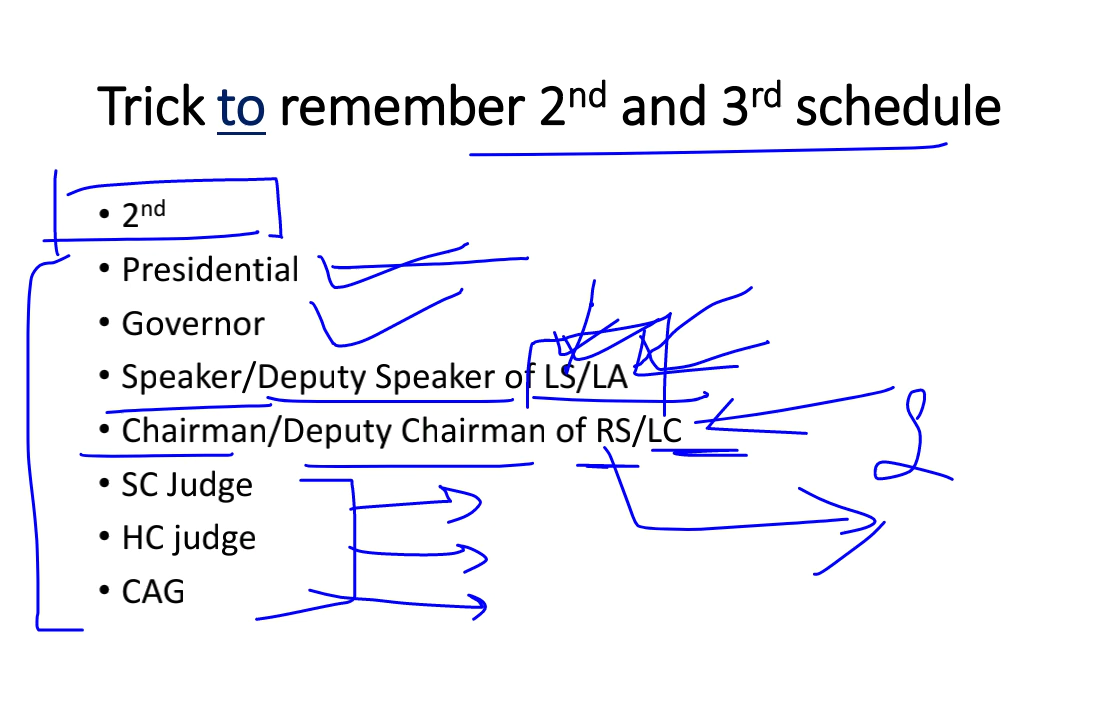 Trick to remember 2nd and 3rd schedule
• 2nd
• Presidential
• Governor
• Speaker/Deputy Speaker of LS/LA
• Chairman/Deputy Chairman of RS/LC
• SC Judge
• HC judge
• CAG